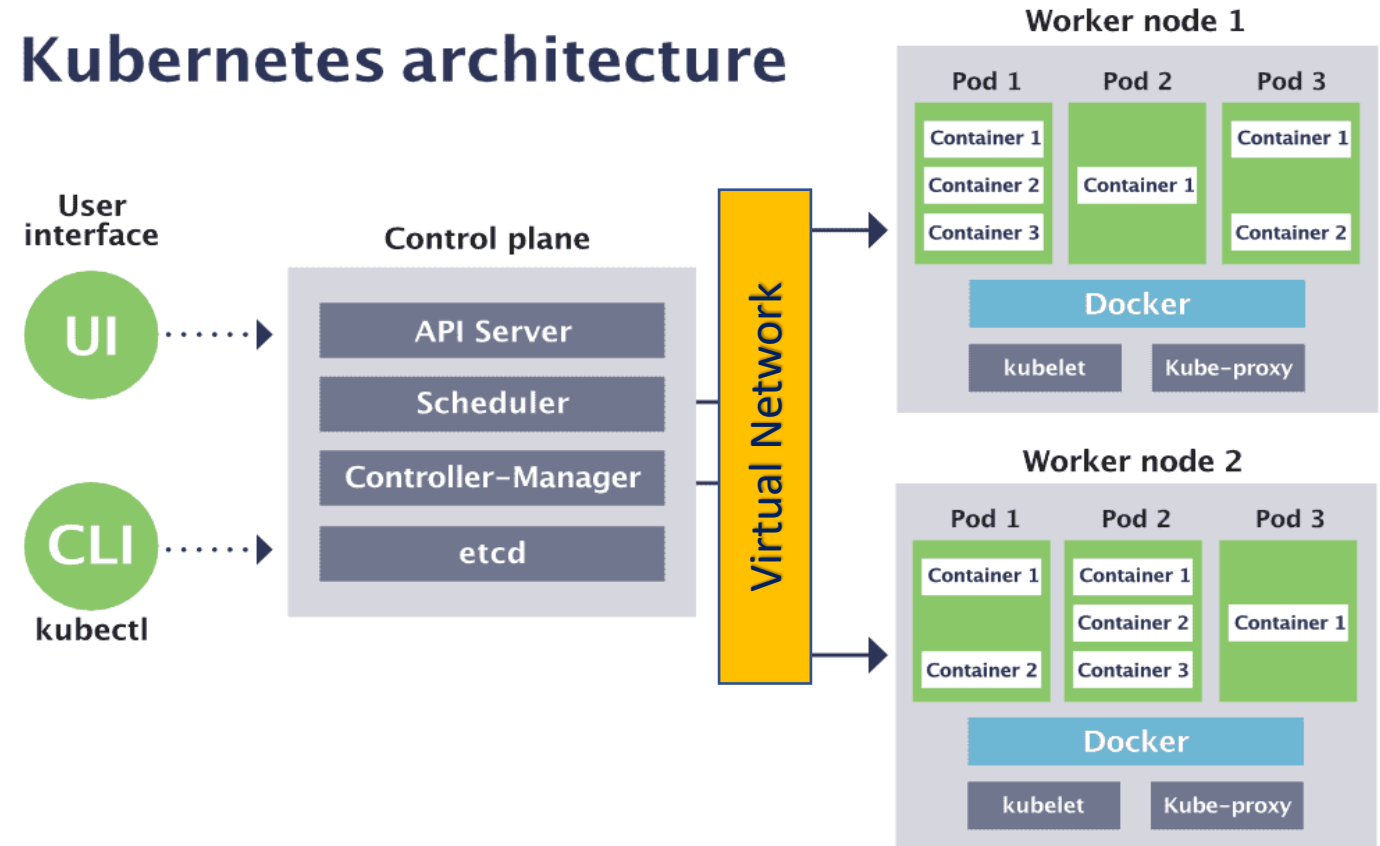 Kubernetes architecture
User
interface
UI
CLI
kubectl
Control plane
API Server
Scheduler
Controller-Manager
etcd
Virtual Network
Worker node 1
Pod 1
Container 1
Container 2
Container 3
Pod 2
Container 1
Pod 3
Container 1
Container 2
Docker
kubelet
Kube-proxy
Worker node 2
Pod 1
Container 1
Container 2
Pod 2
Container 1
Container 2
Container 3
Pod 3
Container 1
Docker
kubelet
Kube-proxy